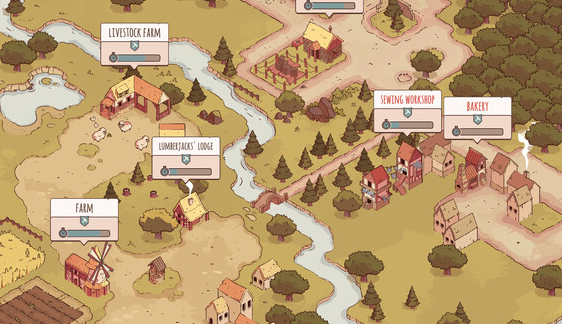 LIVESTOCK FARM
SEWING WORKSHOP
BAKERY
LUMBERJACKS' LODGE
FARM